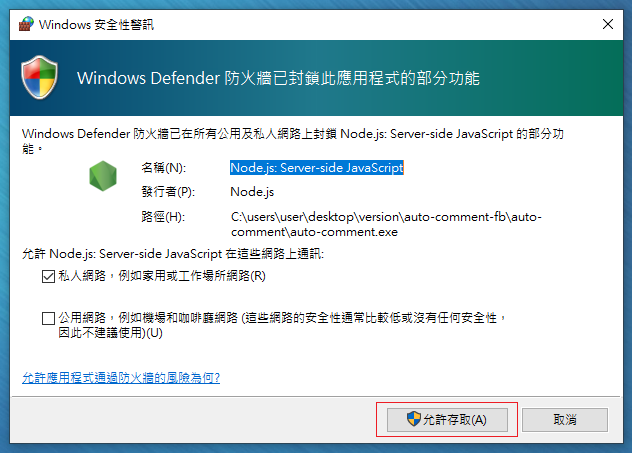 Windows 安全性警訊
Windows Defender 防火牆已封鎖此應用程式的部分功能
Windows Defender 防火牆已在所有公用及私人網路上封鎖 Node.js: Server-side JavaScript 的部分功
能。
名稱(N): Node.js: Server-side JavaScript
發行者(P): Node.js
路徑(H): C:\users\user\desktop\version\auto-comment-fb\auto-
comment\auto-comment.exe
允許 Node.js: Server-side JavaScript 在這些網路上通訊:
私人網路，例如家用或工作場所網路(R)
公用網路，例如機場和咖啡廳網路 (這些網路的安全性通常比較低或沒有任何安全性，
因此不建議使用)(U)
允許應用程式通過防火牆的風險為何?
允許存取(A) 取消